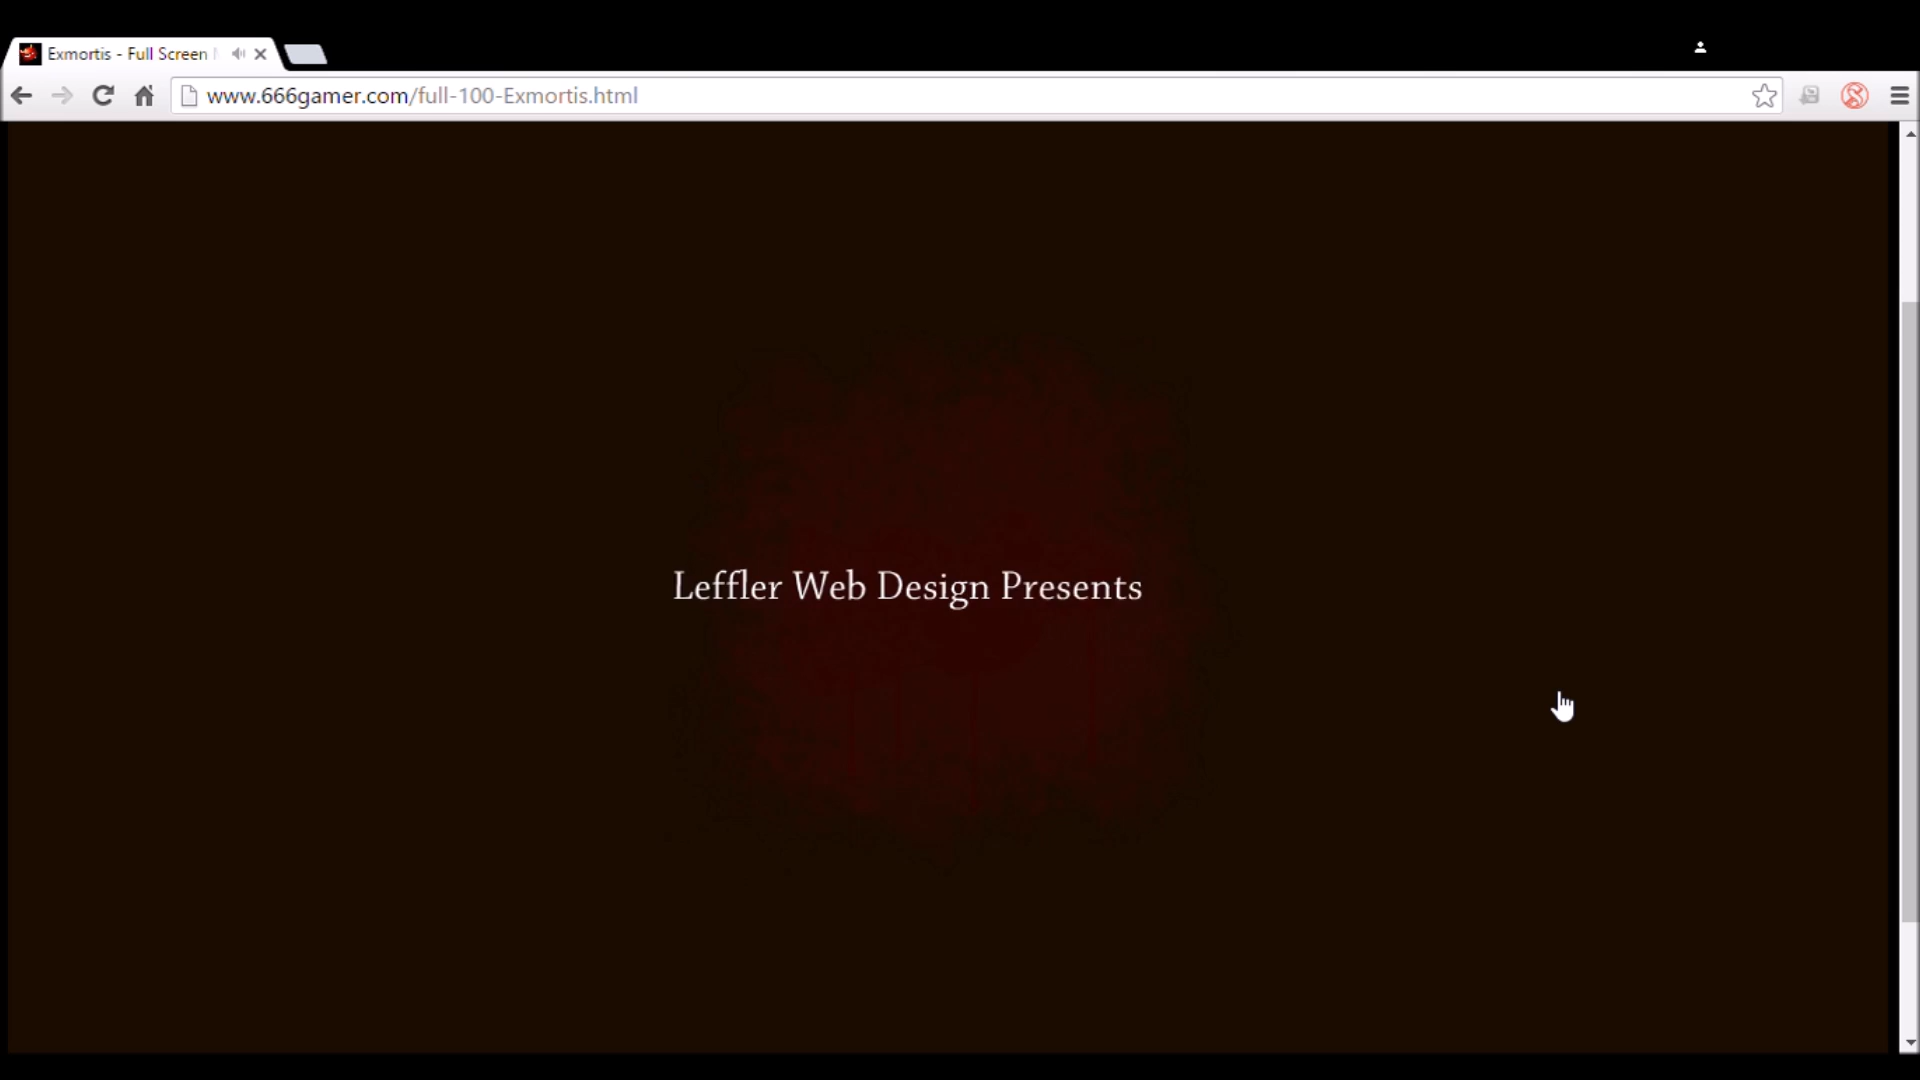 Exmortis - Full Screen
www.666gamer.com/full-100-Exmortis.html
Leffler Web Design Presents